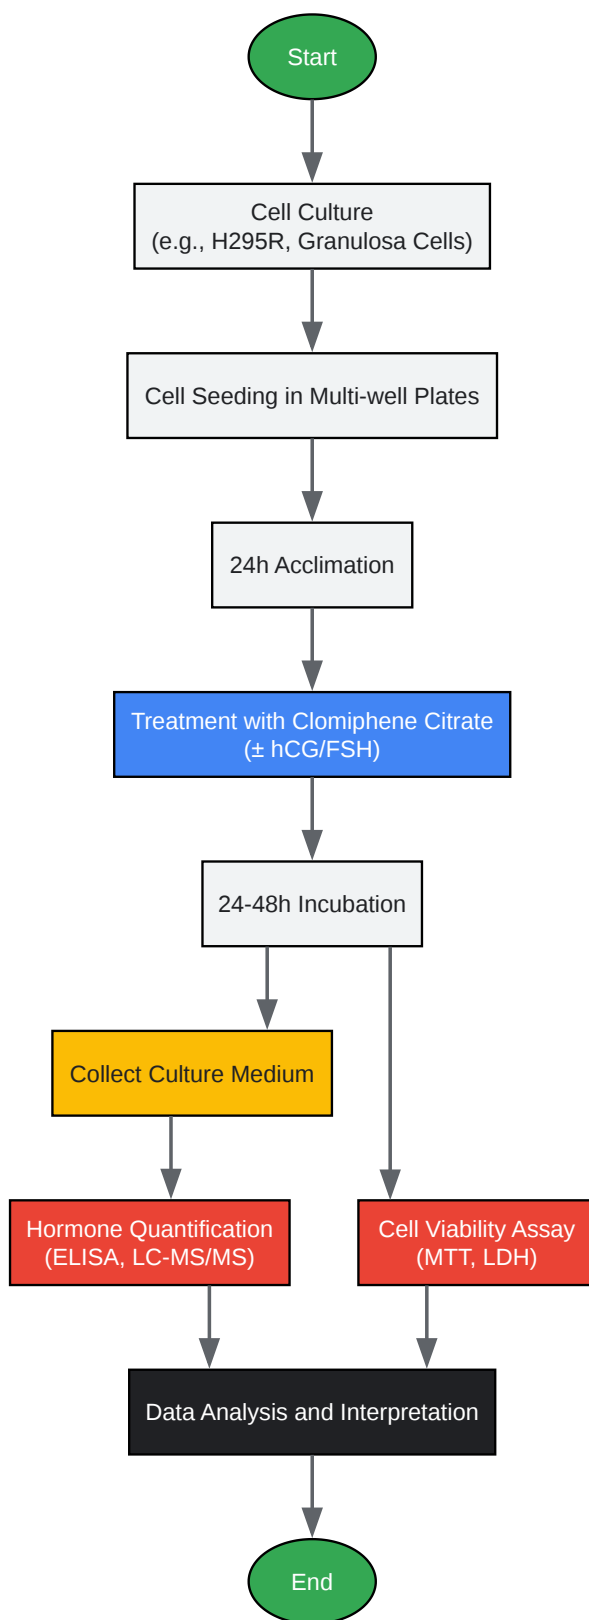 Start
Cell Culture
(e.g., H295R, Granulosa Cells)
Cell Seeding in Multi-well Plates
24h Acclimation
Treatment with Clomiphene Citrate
(± hCG/FSH)
24-48h Incubation
Collect Culture Medium
Hormone Quantification
(ELISA, LC-MS/MS)
Cell Viability Assay
(MTT, LDH)
Data Analysis and Interpretation
End